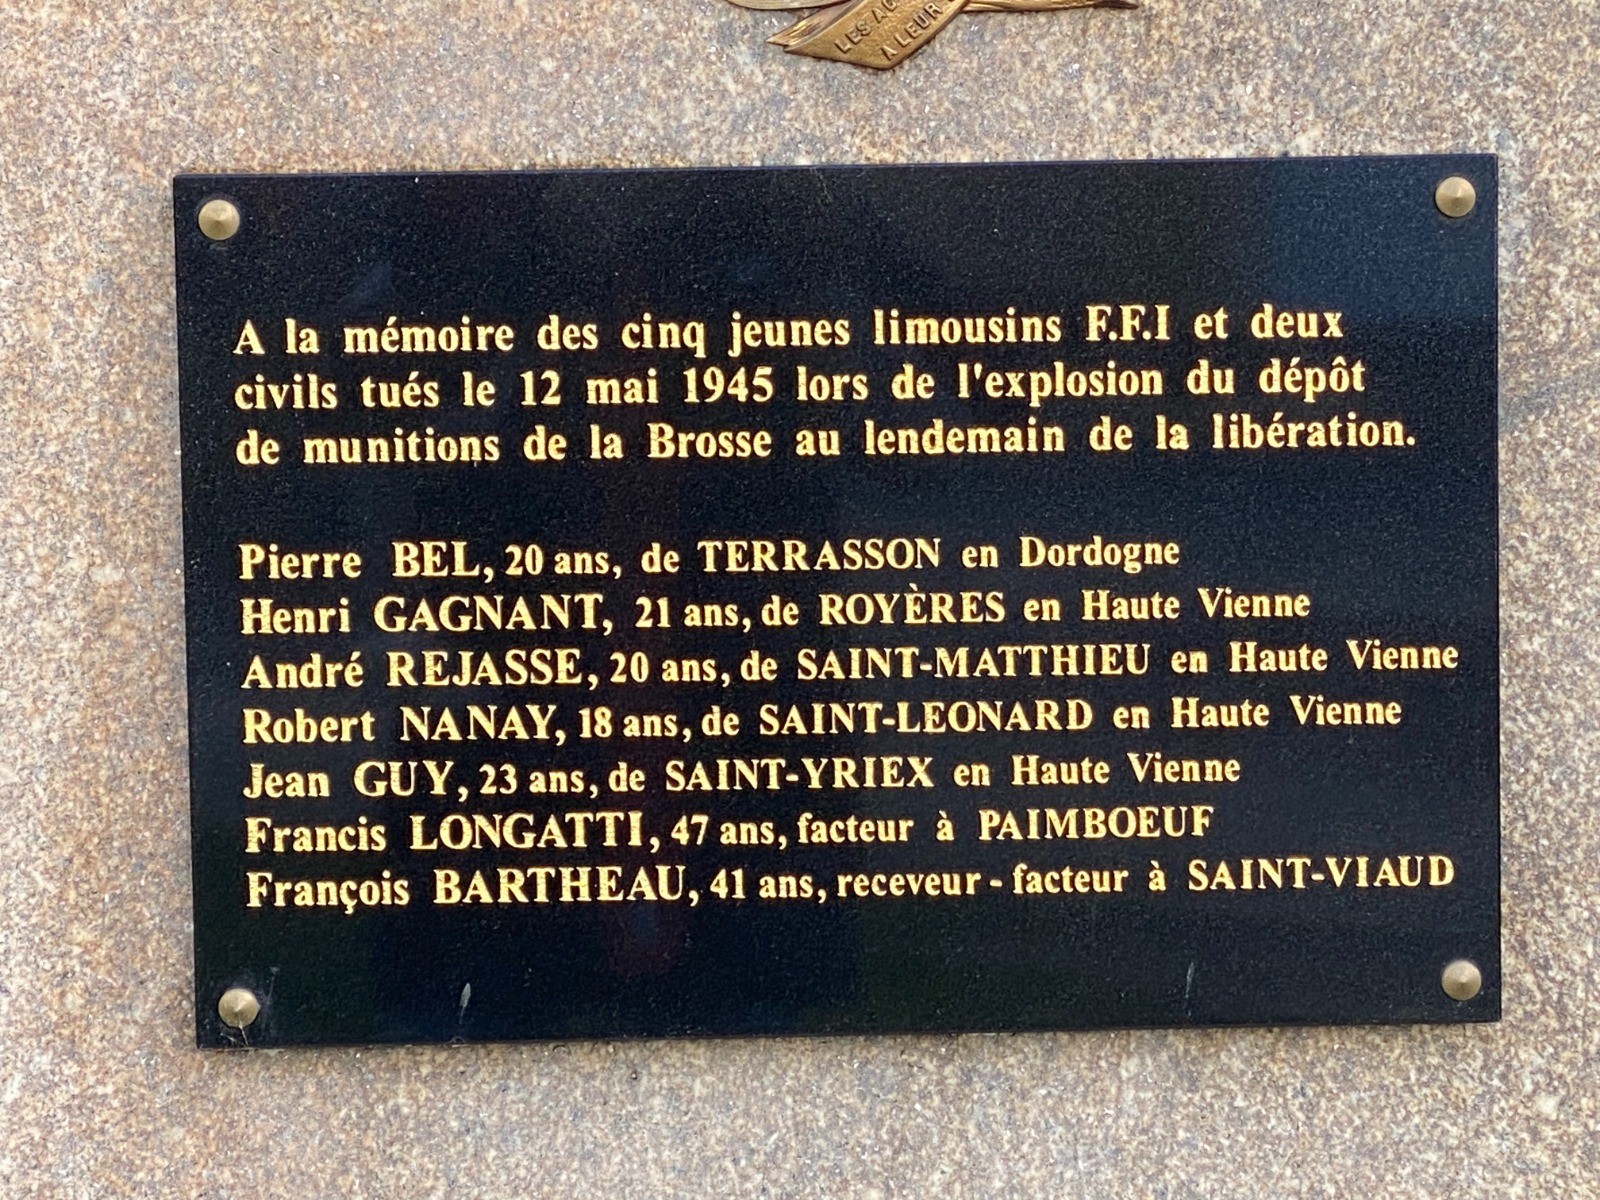 LES A
A LEUR
A la mémoire des cinq jeunes limousins F.F.I et deux
civils tués le 12 mai 1945 lors de l'explosion du dépôt
de munitions de la Brosse au lendemain de la libération.
Pierre BEL, 20 ans, de TERRASSON en Dordogne
Henri GAGNANT, 21 ans, de ROYÈRES en Haute Vienne
André REJASSE, 20 ans, de SAINT-MATTHIEU en Haute Vienne
Robert NANAY, 18 ans, de SAINT-LEONARD en Haute Vienne
Jean GUY, 23 ans, de SAINT-YRIEX en Haute Vienne
Francis LONGATTI, 47 ans, facteur à PAIMBOEUF
François BARTHEAU, 41 ans, receveur - facteur à SAINT-VIAUD